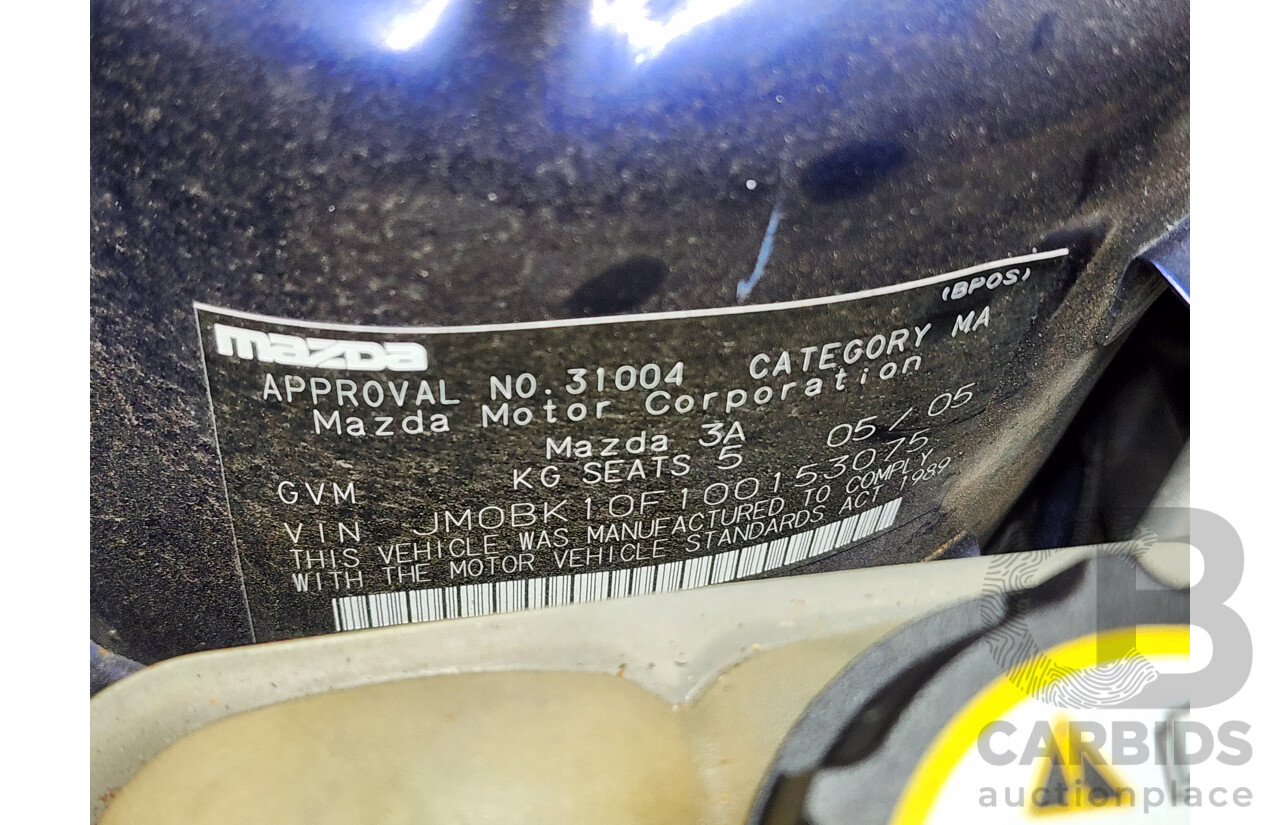 (BPOS)
mazda
APPROVAL NO. 31004 CATEGORY MA
Mazda Motor Corporation
Mazda 3A 05/05
GVM KG SEATS 5
VIN JM0BK10F100153075
THIS VEHICLE WAS MANUFACTURED TO COMPLY
WITH THE MOTOR VEHICLE STANDARDS ACT 1989
CARBIDS
auctionplace